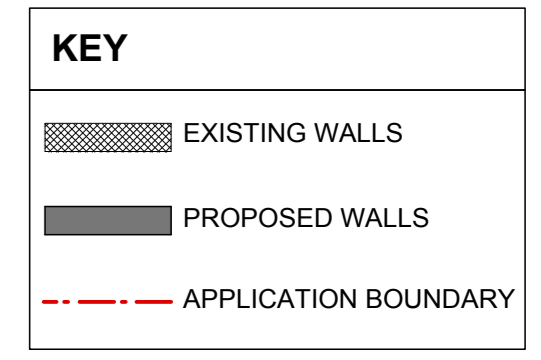 KEY
EXISTING WALLS
PROPOSED WALLS
APPLICATION BOUNDARY